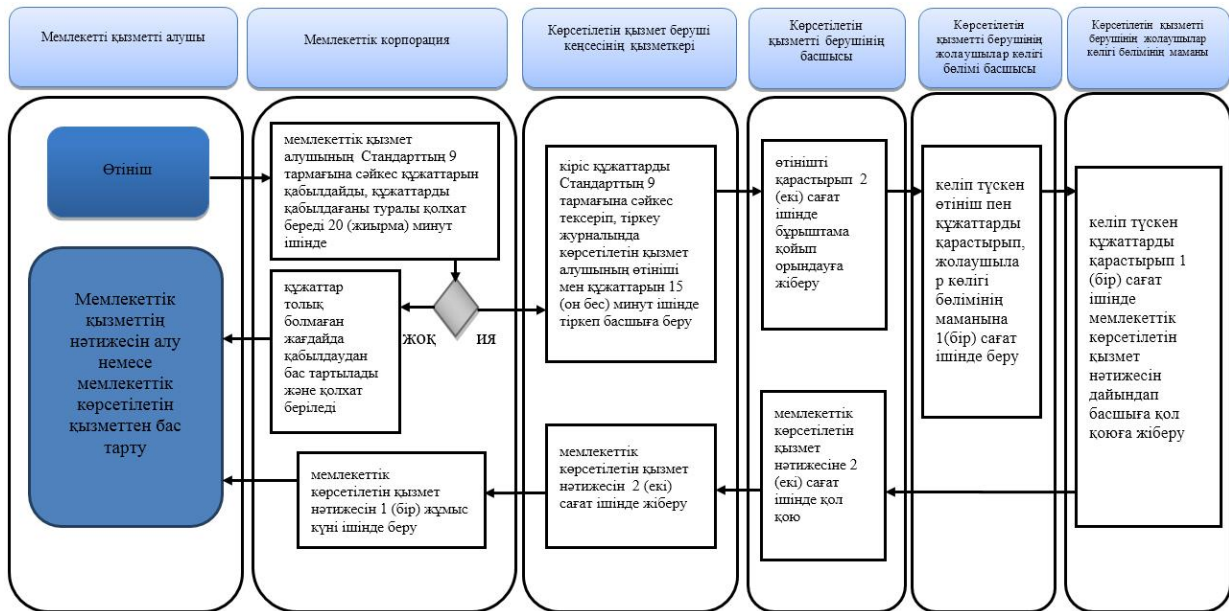 Мемлекетті қызметті алушы
Мемлекеттік корпорация
Көрсетілетін қызмет беруші
кеңсесінің қызметкері
Көрсетілетін
қызметті берушінің
басшысы
Көрсетілетін
қызметті берушінің
жолаушылар көлігі
бөлімі басшысы
Көрсетілетін қызметті
берушінің жолаушылар
көлігі бөлімінің маманы
Өтініш
мемлекеттік қызмет
алушының Стандарттың 9
тармағына сәйкес құжаттарын
қабылдайды, құжаттарды
қабылдағаны туралы қолхат
береді 20 (жиырма) минут
ішінде
кіріс құжаттарды
Стандарттың 9
тармағына сәйкес
тексеріп, тіркеу
журналында
көрсетілетін қызмет
алушының өтініші
мен құжаттарын 15
(он бес) минут ішінде
тіркеп басшыға беру
өтінішті
қарастырып 2
(екі) сағат
ішінде
бұрыштама
қойып
орындауға
жіберу
келіп түскен
өтініш пен
құжаттарды
қарастырып,
жолаушыла
р көлігі
бөлімінің
маманына
1(бір) сағат
ішінде беру
келіп түскен
құжаттарды
қарастырып 1
(бір) сағат
ішінде
мемлекеттік
көрсетілетін
қызмет
нәтижесін
дайындап
басшыға қол
қоюға жіберу
жоқ
ия
құжаттар
толық
болмаған
жағдайда
қабылдаудан
бас тартылады
және қолхат
беріледі
Мемлекеттік
қызметтің
нәтижесін алу
немесе
мемлекеттік
көрсетілетін
қызметтен бас
тарту
мемлекеттік
көрсетілетін қызмет
нәтижесін 1 (бір) жұмыс
күні ішінде беру
мемлекеттік
көрсетілетін қызмет
нәтижесін 2 (екі)
сағат ішінде жіберу
мемлекеттік
көрсетілетін
қызмет
нәтижесіне 2
(екі) сағат
ішінде қол
қою